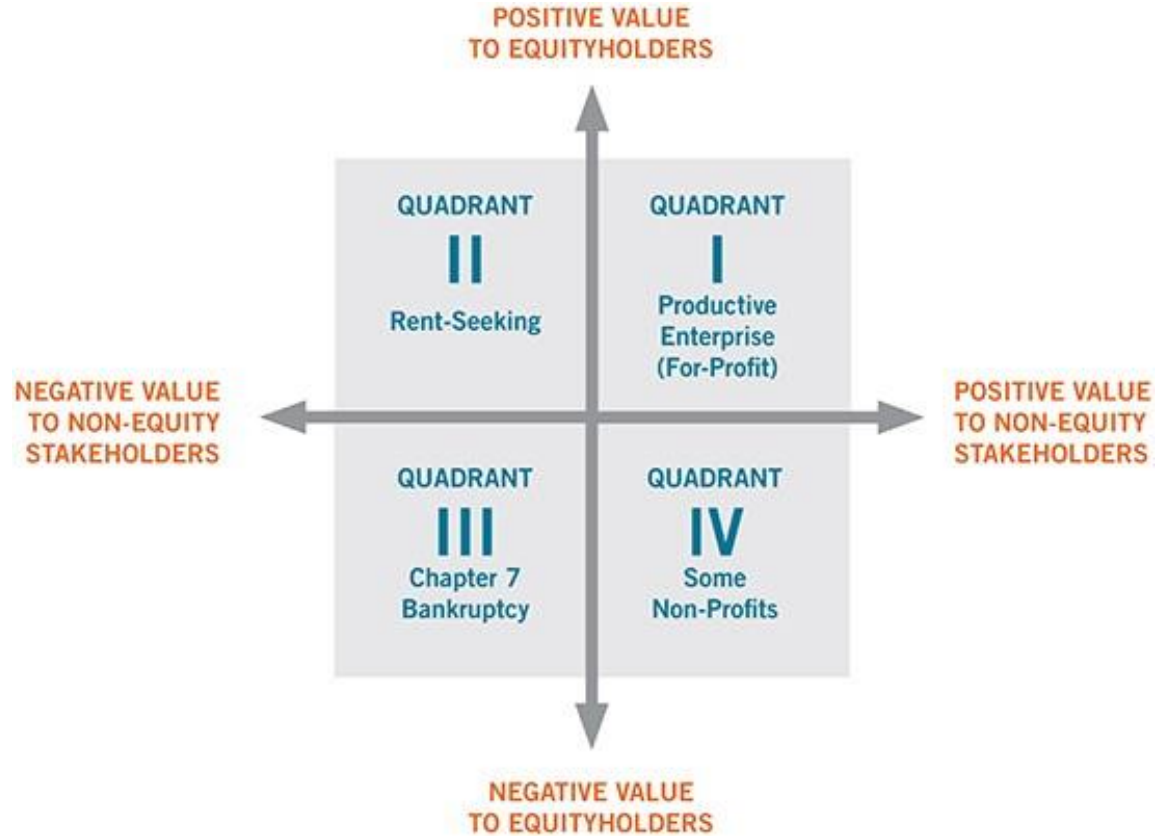 POSITIVE VALUE
TO EQUITYHOLDERS
QUADRANT
II
Rent-Seeking
QUADRANT
I
Productive
Enterprise
(For-Profit)
NEGATIVE VALUE
TO NON-EQUITY
STAKEHOLDERS
POSITIVE VALUE
TO NON-EQUITY
STAKEHOLDERS
QUADRANT
III
Chapter 7
Bankruptcy
QUADRANT
IV
Some
Non-Profits
NEGATIVE VALUE
TO EQUITYHOLDERS